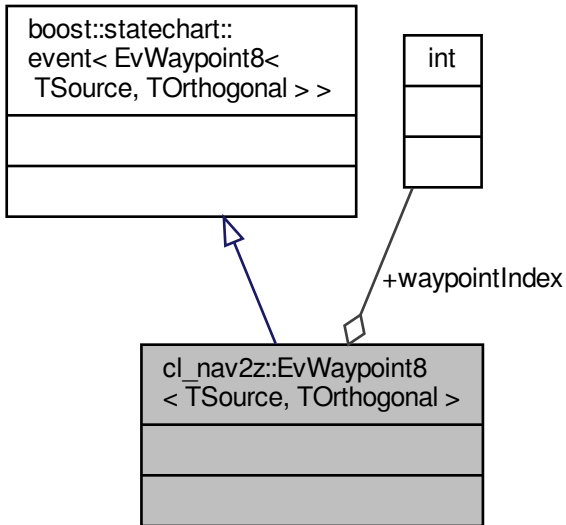 boost::statechart::
event< EvWaypoint8<
TSource, TOrthogonal > >
int
+waypointIndex
cl_nav2z::EvWaypoint8
< TSource, TOrthogonal >